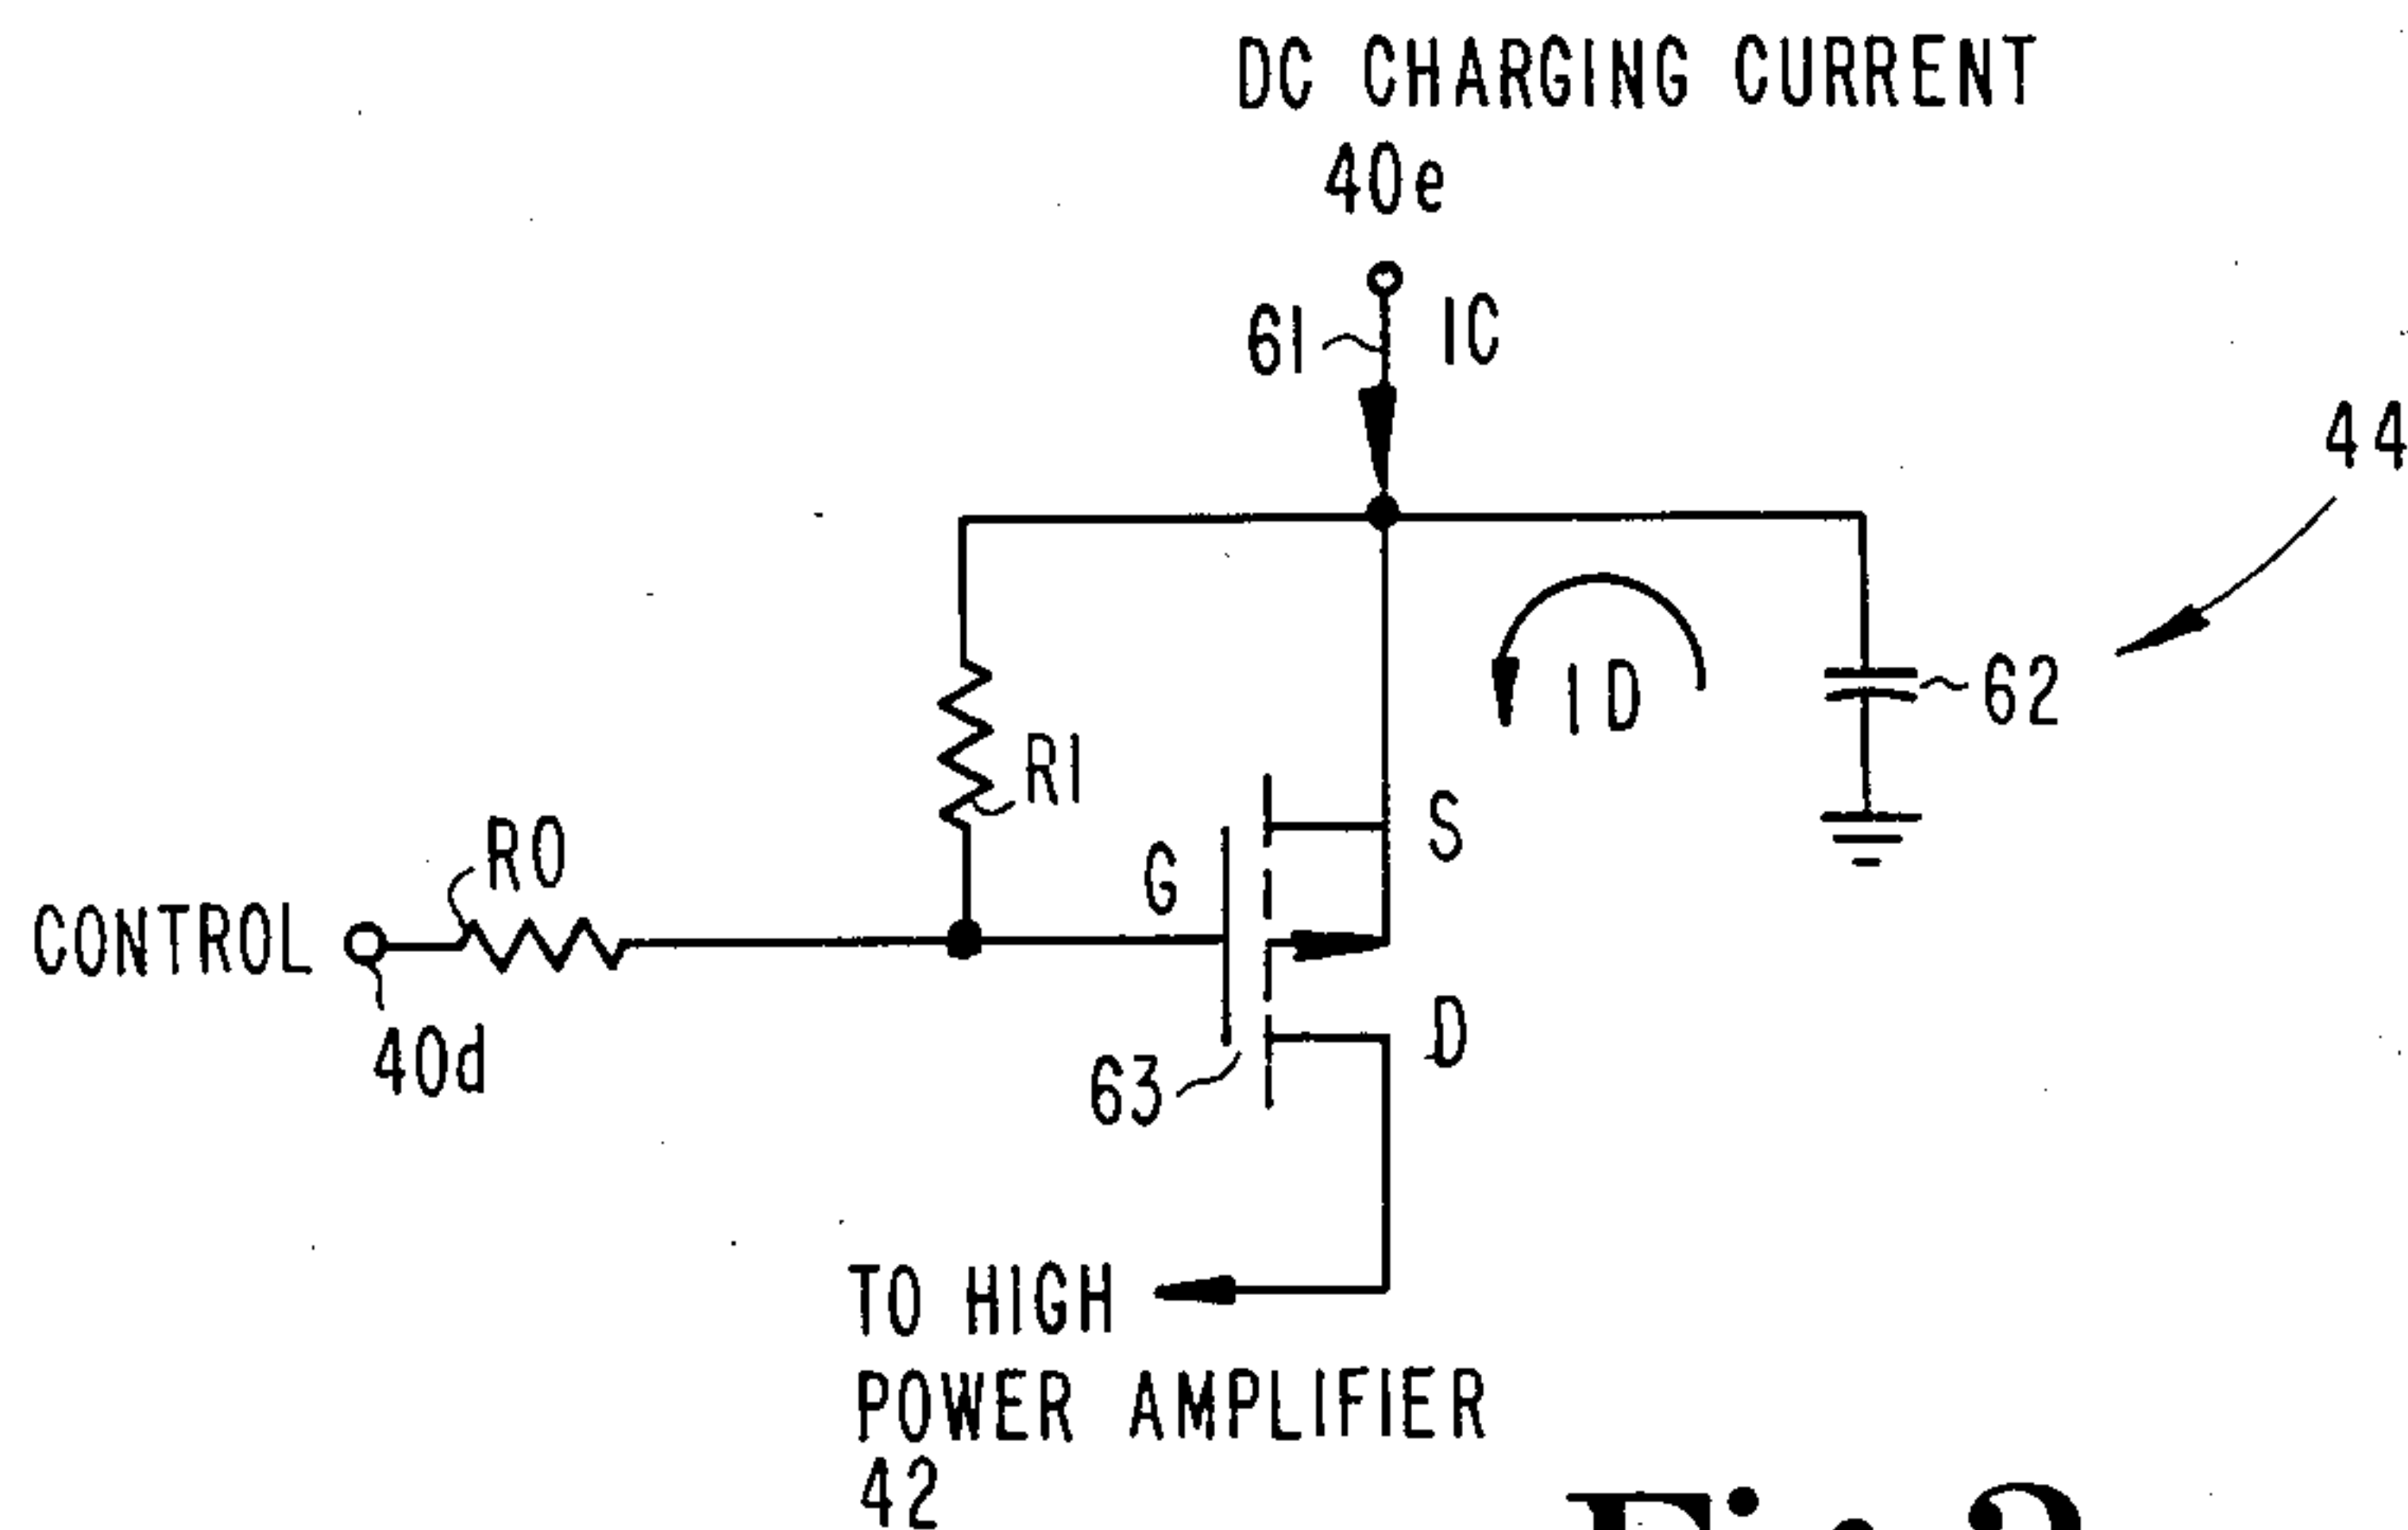 DC CHARGING CURRENT
40e
61
IC
44
ID
62
R1
S
R0
G
CONTROL
40d
D
63
TO HIGH
POWER AMPLIFIER
42